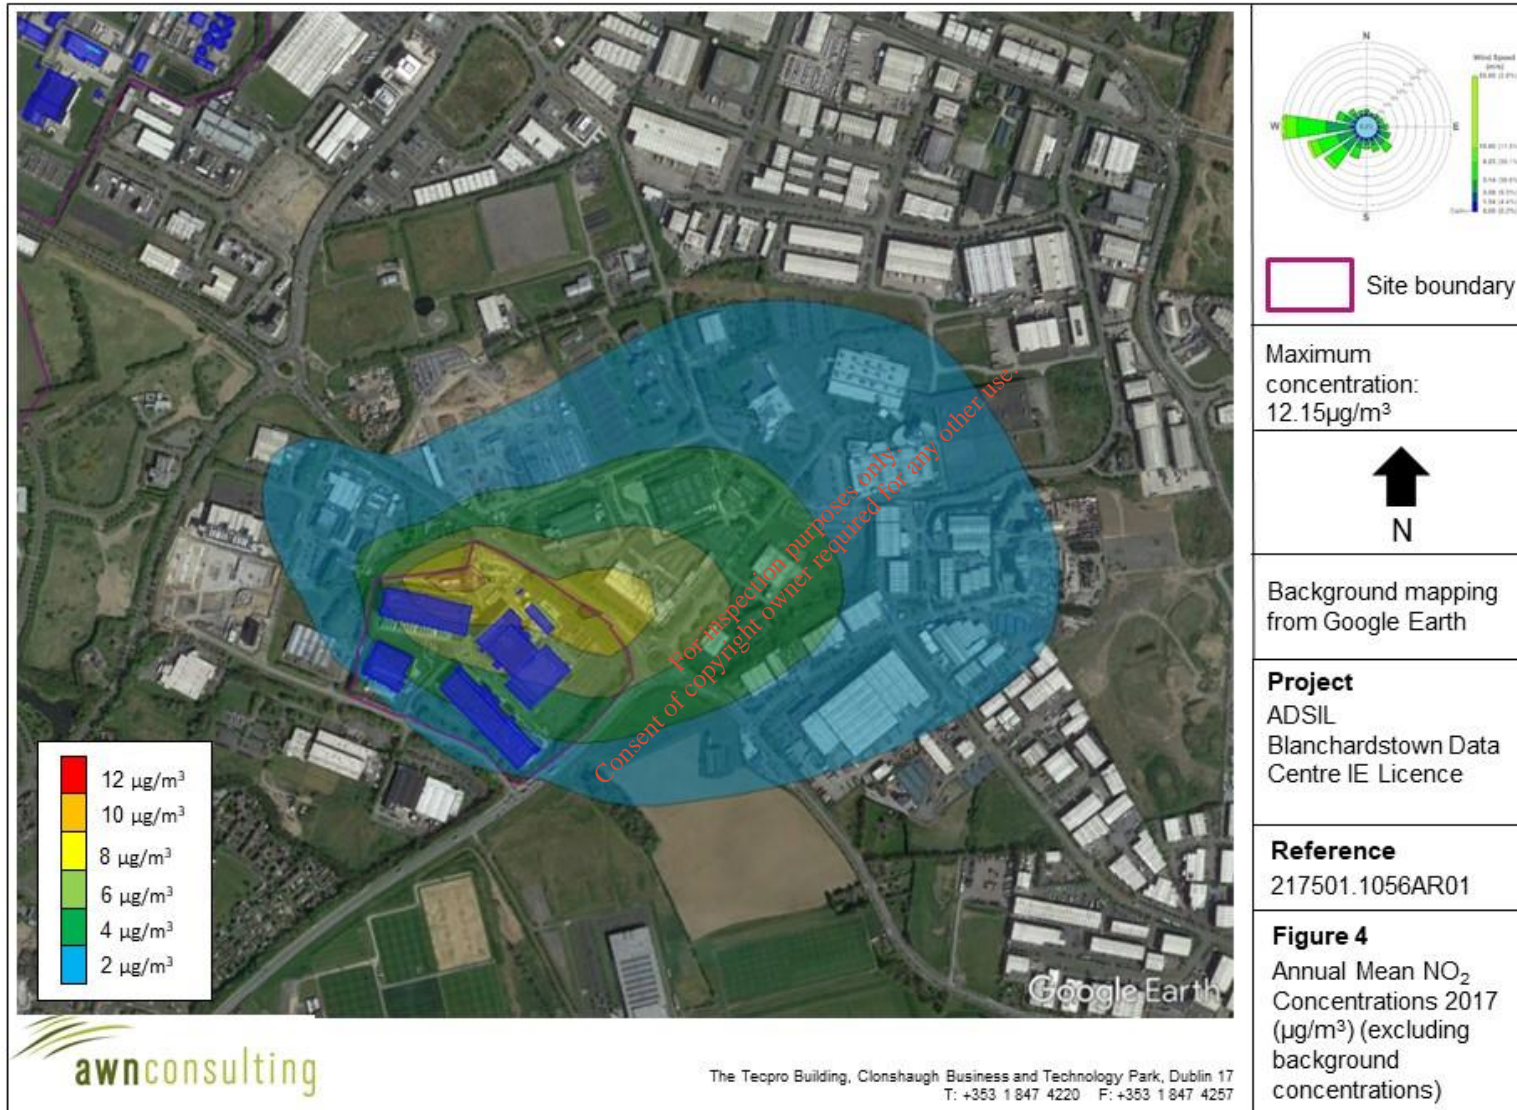 N
W
E
S
Wind Speed
Site boundary
Maximum
concentration:
12.15µg/m³
N
Background mapping
from Google Earth
Project
ADSIL
Blanchardstown Data
Centre IE Licence
Reference
217501.1056AR01
Figure 4
Annual Mean NO₂
Concentrations 2017
(µg/m³) (excluding
background
concentrations)
For inspection purposes only.
Consent of copyright owner required for any other use.
12 µg/m³
10 µg/m³
8 µg/m³
6 µg/m³
4 µg/m³
2 µg/m³
Google Earth
awnconsulting
The Tecpro Building, Clonshaugh Business and Technology Park, Dublin 17
T: +353 1 847 4220 F: +353 1 847 4257